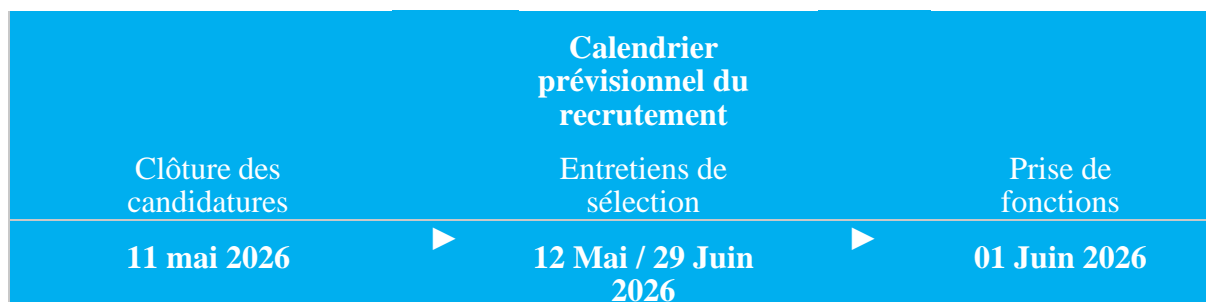 Calendrier
prévisionnel du
recrutement
Clôture des
candidatures
Entretiens de
sélection
Prise de
fonctions
11 mai 2026
►
12 Mai / 29 Juin
2026
►
01 Juin 2026